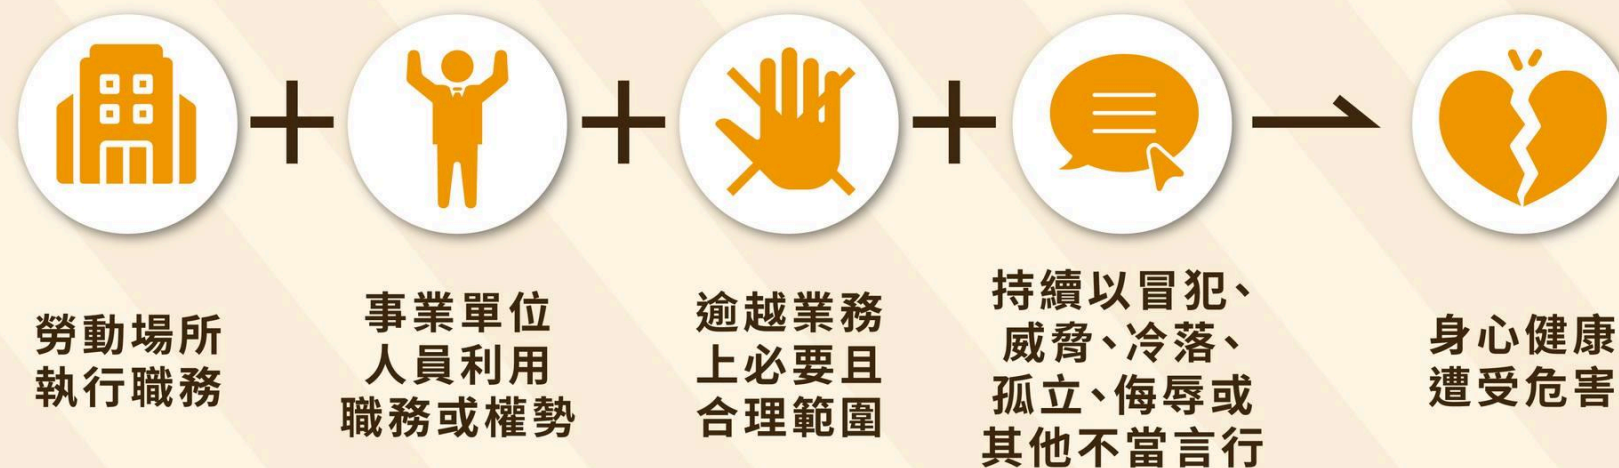 勞動場所
執行職務
事業單位
人員利用
職務或權勢
逾越業務
上必要且
合理範圍
持續以冒犯、
威脅、冷落、
孤立、侮辱或
其他不當言行
身心健康
遭受危害